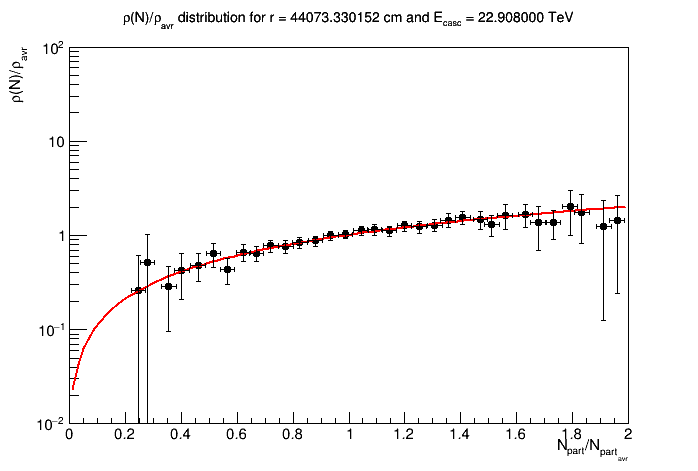 ρ(N)/ρavr distribution for r = 44073.330152 cm and Ecasc = 22.908000 TeV
ρ(N)/ρavr
10²
10
1
10⁻¹
10⁻²
0 0.2 0.4 0.6 0.8 1 1.2 1.4 1.6 1.8 2
Npart/Npartavr